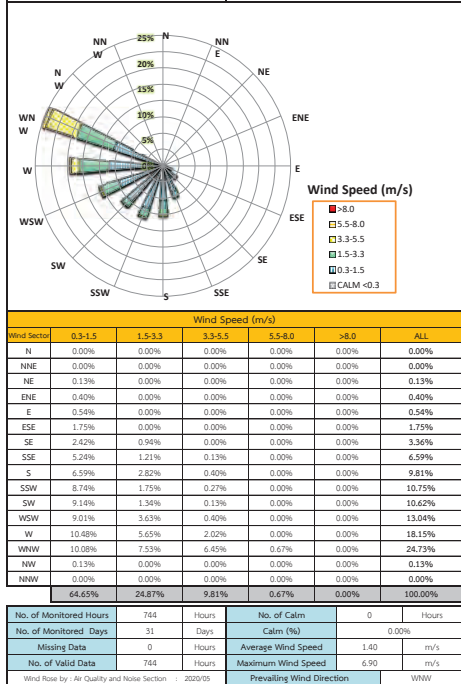 N
NN
E
NE
ENE
E
ESE
SE
SSE
S
SSW
SW
WSW
W
WN
W
N
W
NN
W
25%
20%
15%
10%
5%
0%
Wind Speed (m/s)
>8.0
5.5-8.0
3.3-5.5
1.5-3.3
0.3-1.5
CALM <0.3
Wind Speed (m/s)
Wind Sector 0.3-1.5 1.5-3.3 3.3-5.5 5.5-8.0 >8.0 ALL
N 0.00% 0.00% 0.00% 0.00% 0.00% 0.00%
NNE 0.00% 0.00% 0.00% 0.00% 0.00% 0.00%
NE 0.13% 0.00% 0.00% 0.00% 0.00% 0.13%
ENE 0.40% 0.00% 0.00% 0.00% 0.00% 0.40%
E 0.54% 0.00% 0.00% 0.00% 0.00% 0.54%
ESE 1.75% 0.00% 0.00% 0.00% 0.00% 1.75%
SE 2.42% 0.94% 0.00% 0.00% 0.00% 3.36%
SSE 5.24% 1.21% 0.13% 0.00% 0.00% 6.59%
S 6.59% 2.82% 0.40% 0.00% 0.00% 9.81%
SSW 8.74% 1.75% 0.27% 0.00% 0.00% 10.75%
SW 9.14% 1.34% 0.13% 0.00% 0.00% 10.62%
WSW 9.01% 3.63% 0.40% 0.00% 0.00% 13.04%
W 10.48% 5.65% 2.02% 0.00% 0.00% 18.15%
WNW 10.08% 7.53% 6.45% 0.67% 0.00% 24.73%
NW 0.13% 0.00% 0.00% 0.00% 0.00% 0.13%
NNW 0.00% 0.00% 0.00% 0.00% 0.00% 0.00%
64.65% 24.87% 9.81% 0.67% 0.00% 100.00%
No. of Monitored Hours 744 Hours No. of Calm 0 Hours
No. of Monitored Days 31 Days Calm (%) 0.00%
Missing Data 0 Hours Average Wind Speed 1.40 m/s
No. of Valid Data 744 Hours Maximum Wind Speed 6.90 m/s
Wind Rose by : Air Quality and Noise Section : 2020/05 Prevailing Wind Direction WNW